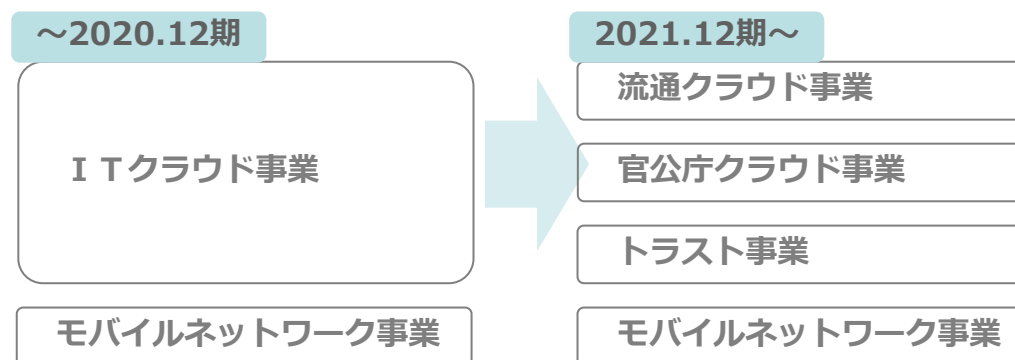 ～2020.12期
ＩＴクラウド事業
モバイルネットワーク事業
2021.12期～
流通クラウド事業
官公庁クラウド事業
トラスト事業
モバイルネットワーク事業